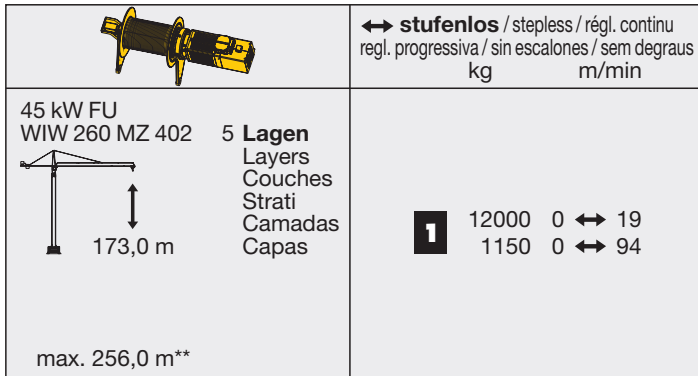 ↔ stufenlos / stepless / régl. continu
regl. progressiva / sin escalones / sem degraus
kg m/min
45 kW FU
WIW 260 MZ 402 5 Lagen
Layers
Couches
Strati
Camadas
173,0 m Capas
1 12000 0 ↔ 19
1150 0 ↔ 94
max. 256,0 m**